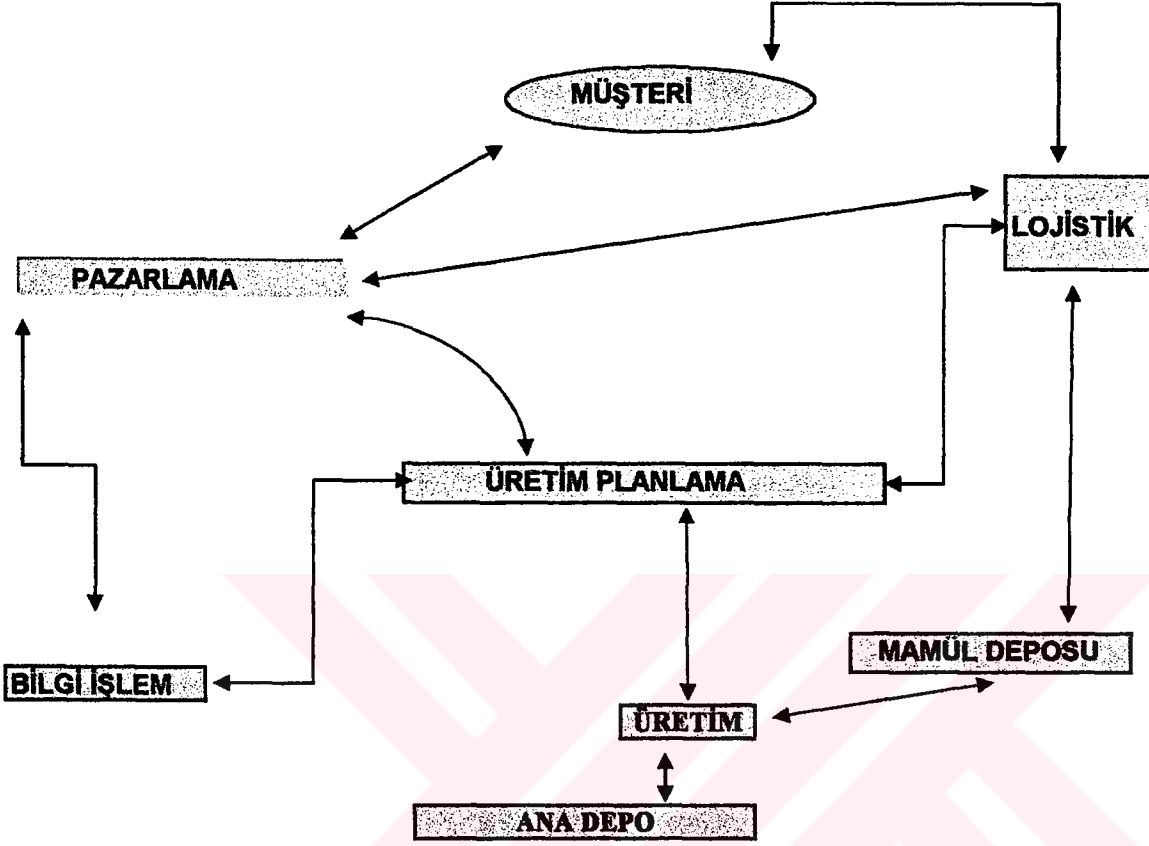 MÜŞTERİ
LOJİSTİK
PAZARLAMA
ÜRETİM PLANLAMA
MAMÜL DEPOSU
BİLGİ İŞLEM
ÜRETİM
ANA DEPO